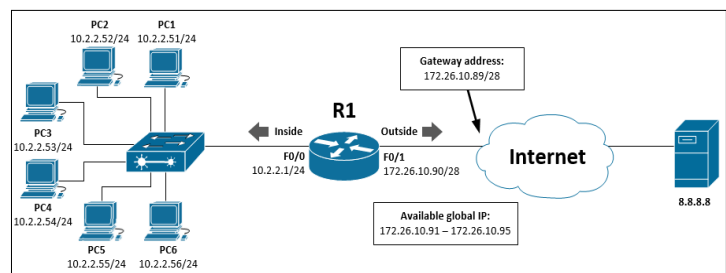 PC2
10.2.2.52/24
PC1
10.2.2.51/24
PC3
10.2.2.53/24
PC4
10.2.2.54/24
PC5
10.2.2.55/24
PC6
10.2.2.56/24
Inside
R1
Outside
F0/0
10.2.2.1/24
F0/1
172.26.10.90/28
Gateway address:
172.26.10.89/28
Internet
Available global IP:
172.26.10.91 – 172.26.10.95
8.8.8.8